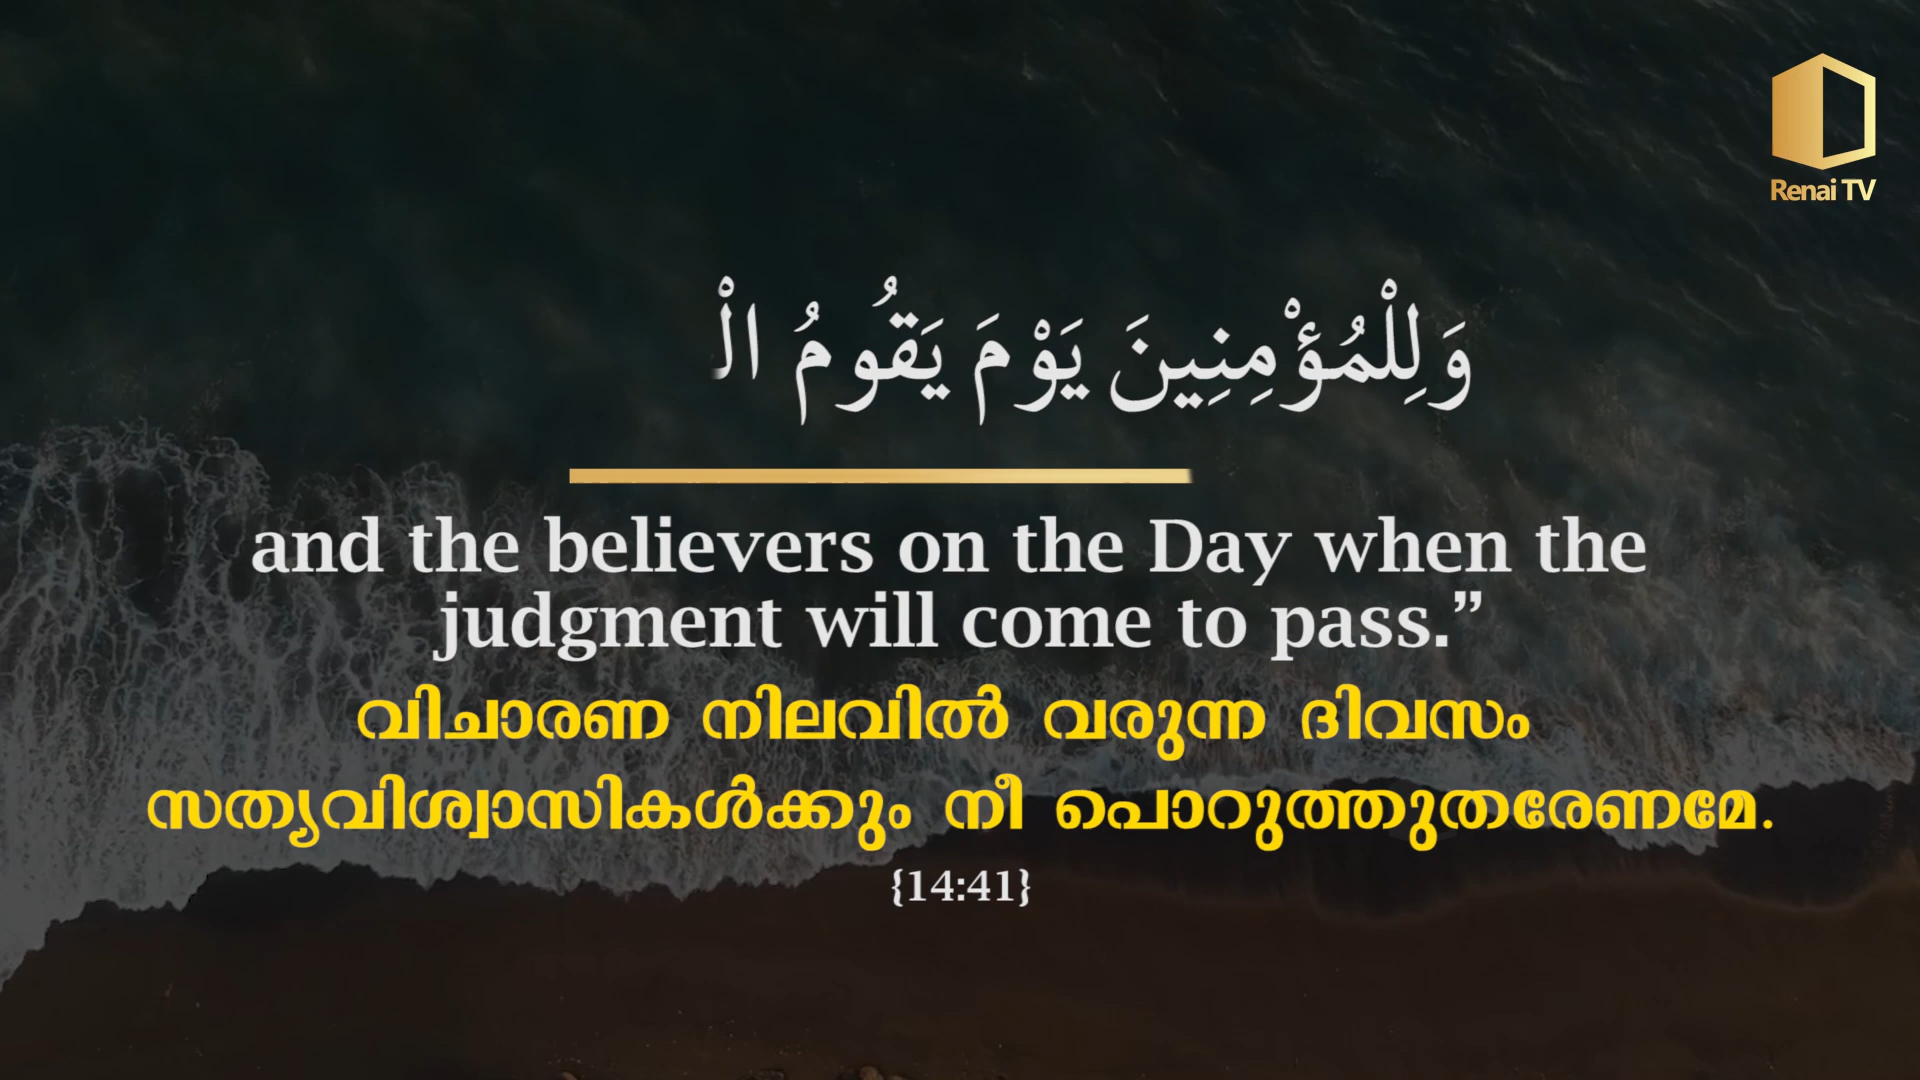 Renai TV
وَلِلْمُؤْمِنِينَ يَوْمَ يَقُومُ الْ
and the believers on the Day when the
judgment will come to pass.”
വിചാരണ നിലവിൽ വരുന്ന ദിവസം
സത്യവിശ്വാസികൾക്കും നീ പൊറുത്തുതരേണമേ.
{14:41}